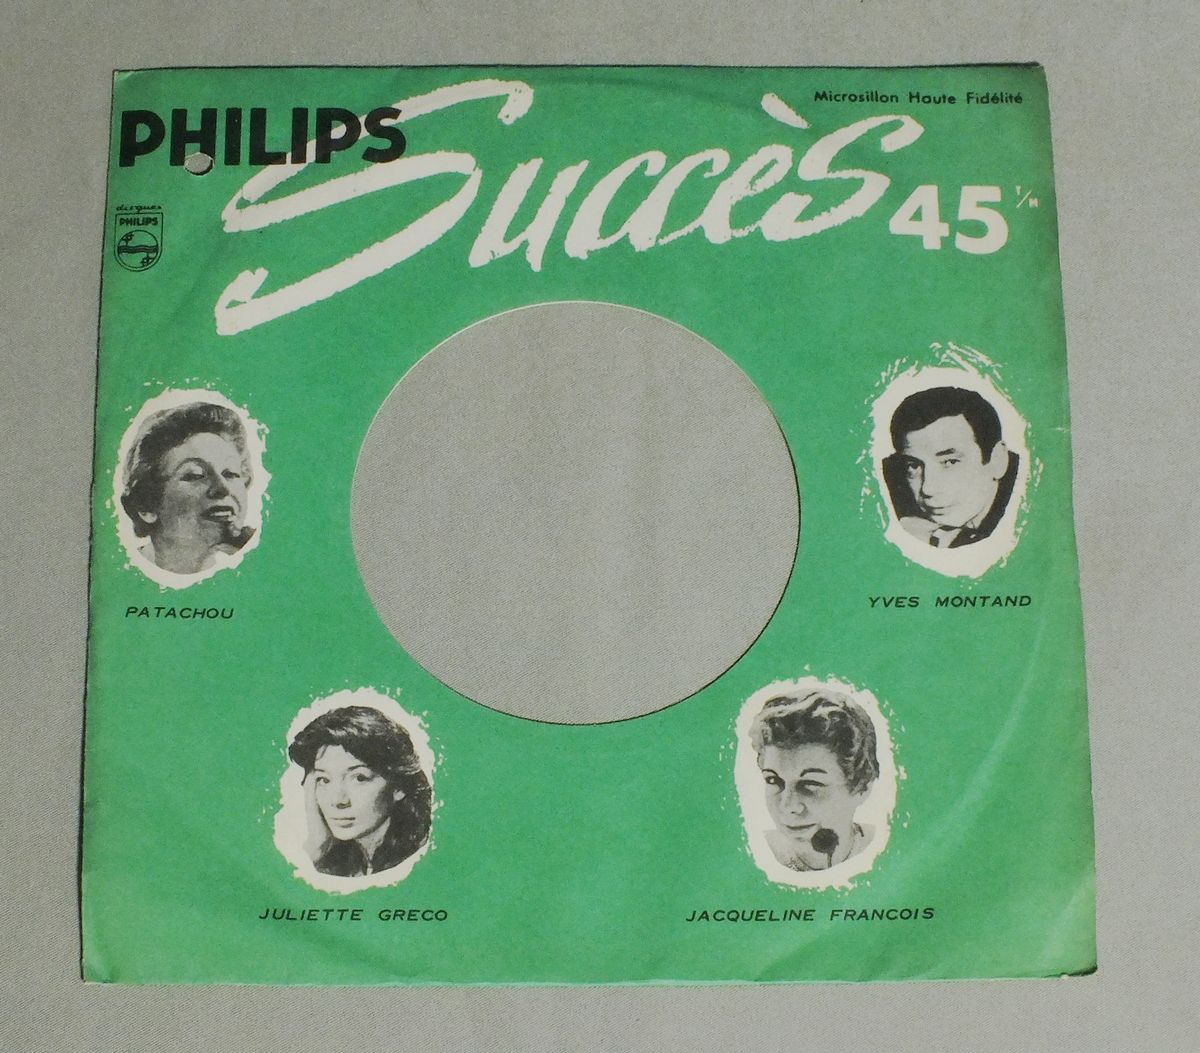 Microsillon Haute Fidélité
PHILIPS
Succès
45 T/M
disques
PHILIPS
PATACHOU
YVES MONTAND
JULIETTE GRECO
JACQUELINE FRANCOIS